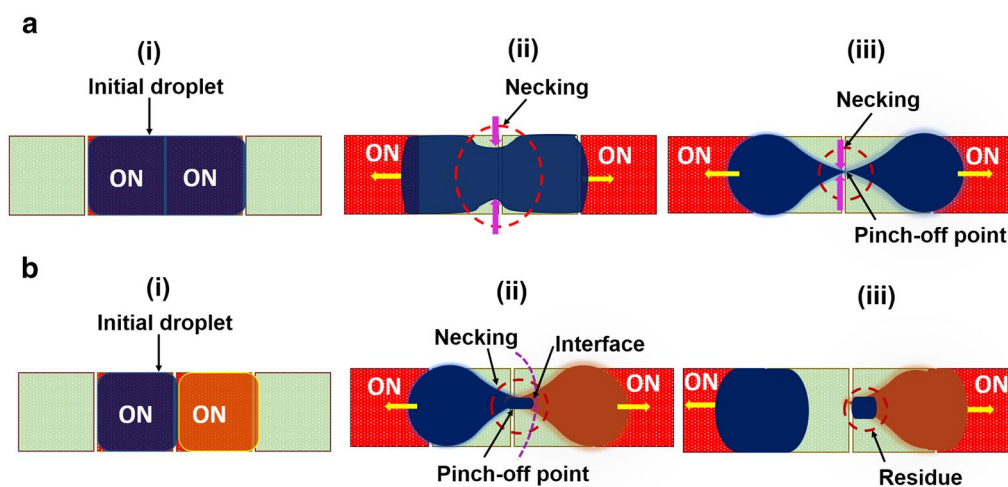 a
(i)
Initial droplet
ON ON
(ii)
Necking
ON ON
(iii)
Necking
ON ON
Pinch-off point
b
(i)
Initial droplet
ON ON
(ii)
Necking
Interface
ON ON
Pinch-off point
(iii)
ON ON
Residue